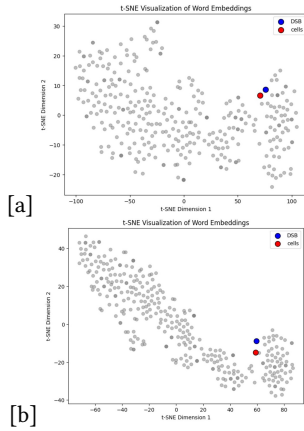 t-SNE Visualization of Word Embeddings
DSB
cells
30
20
10
0
−10
−20
t-SNE Dimension 2
−100
−50
0
50
100
t-SNE Dimension 1
[a]
t-SNE Visualization of Word Embeddings
DSB
cells
40
20
0
−20
−40
t-SNE Dimension 2
−60
−40
−20
0
20
40
60
80
t-SNE Dimension 1
[b]